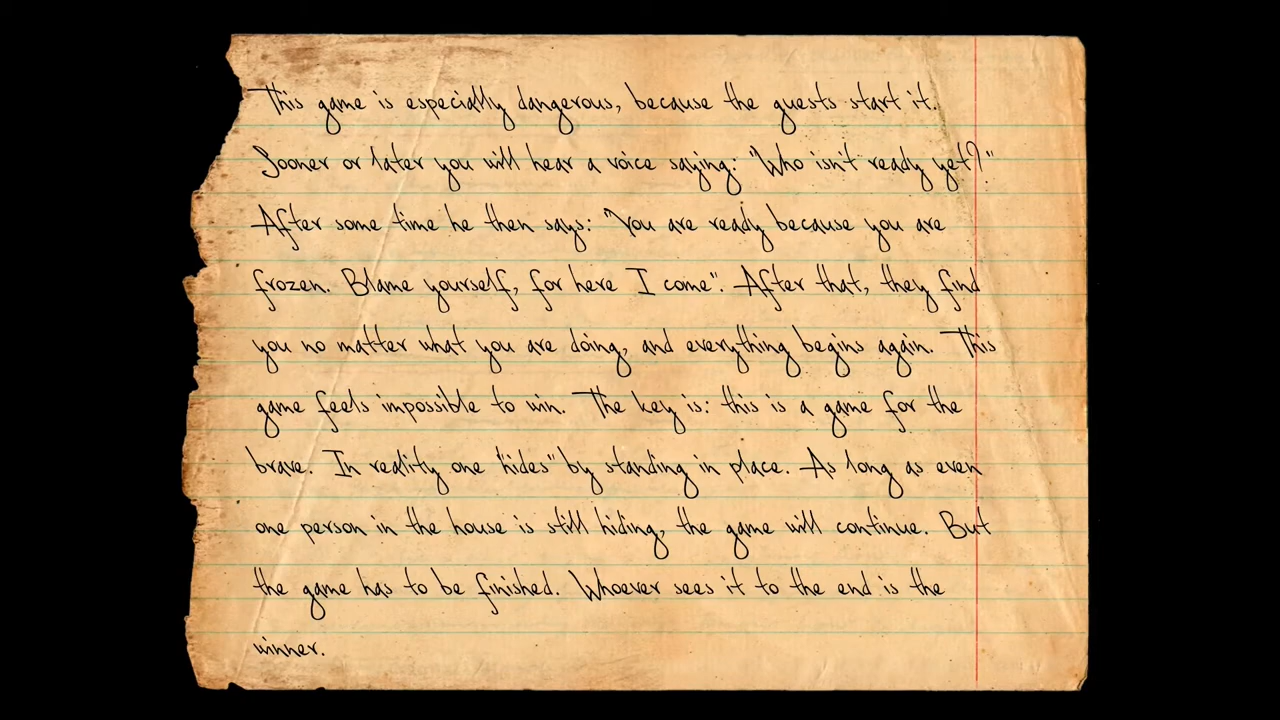 This game is especially dangerous, because the guests start it.
Sooner or later you will hear a voice saying: "Who isn't ready yet?"
After some time he then says: "You are ready because you are
frozen. Blame yourself, for here I come". After that, they find
you no matter what you are doing, and everything begins again. This
game feels impossible to win. The key is: this is a game for the
brave. In reality one "hides" by standing in place. As long as even
one person in the house is still hiding, the game will continue. But
the game has to be finished. Whoever sees it to the end is the
winner.